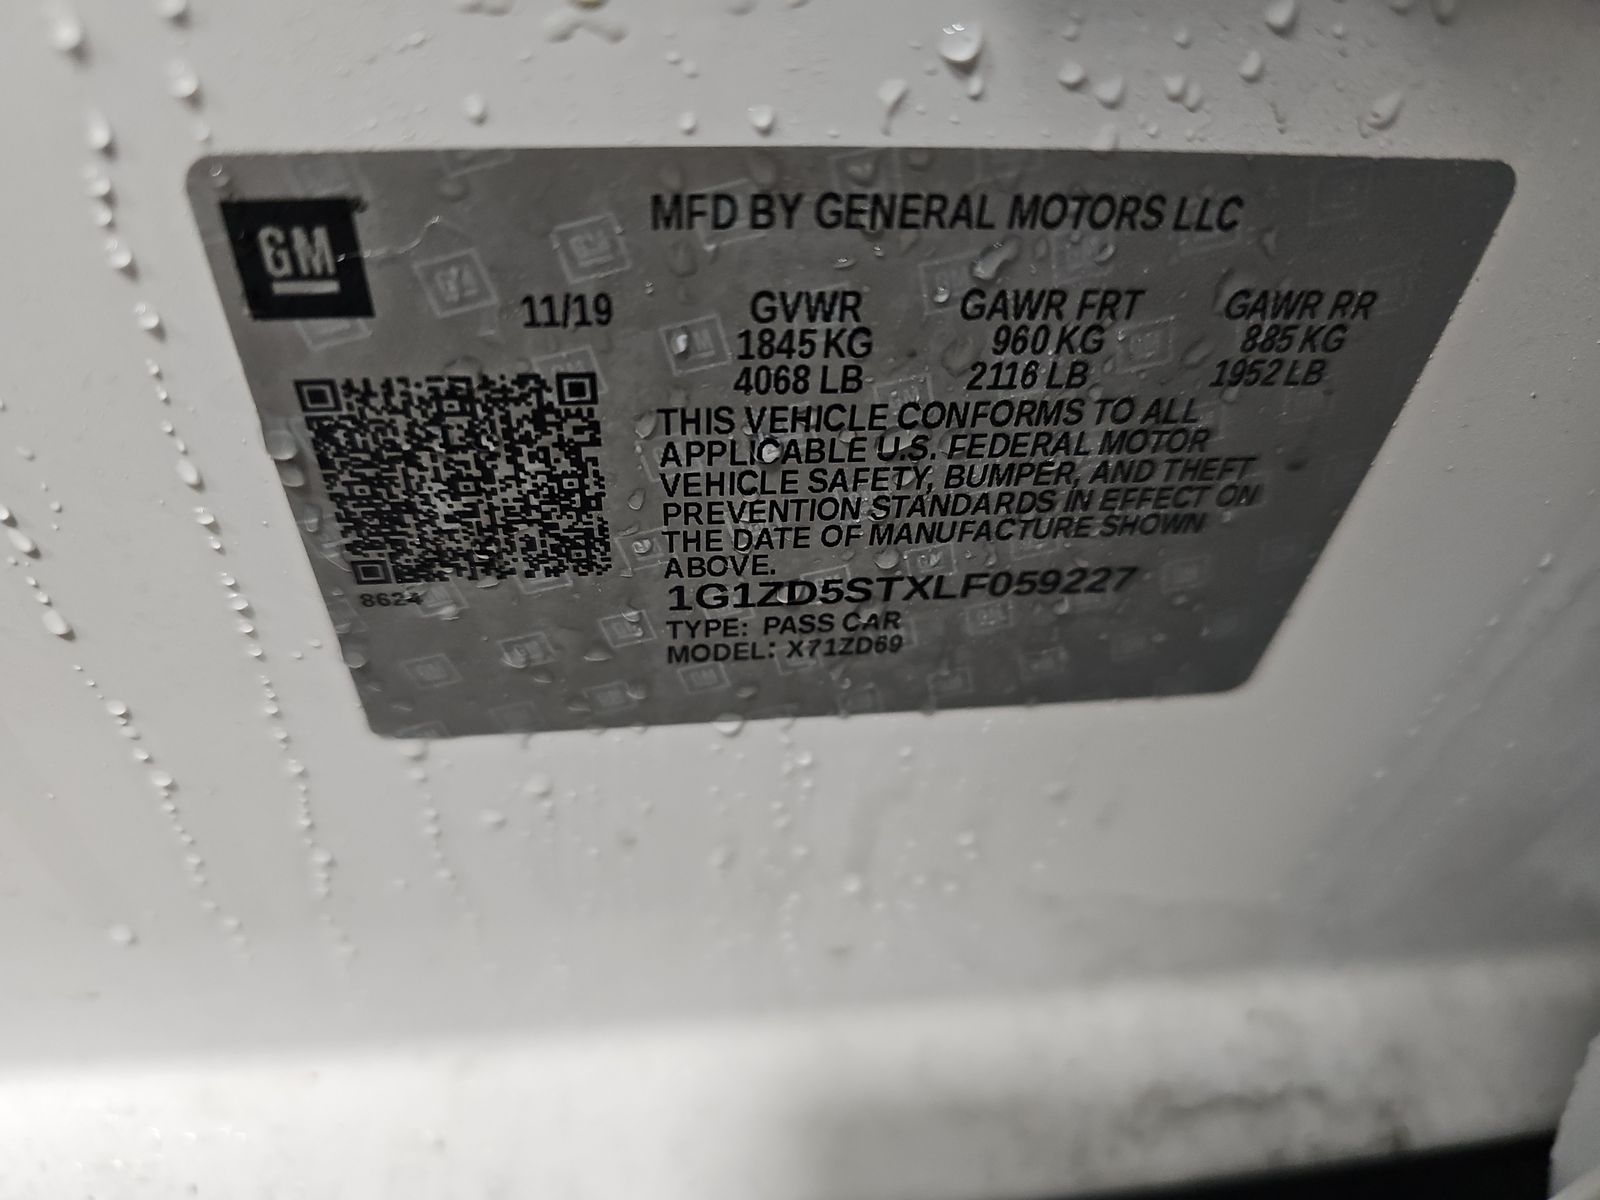 GM
MFD BY GENERAL MOTORS LLC
11/19
GVWR GAWR FRT GAWR RR
1845 KG 960 KG 885 KG
4068 LB 2116 LB 1952 LB
THIS VEHICLE CONFORMS TO ALL
APPLICABLE U.S. FEDERAL MOTOR
VEHICLE SAFETY, BUMPER, AND THEFT
PREVENTION STANDARDS IN EFFECT ON
THE DATE OF MANUFACTURE SHOWN
ABOVE.
8624
1G1ZD5STXLF059227
TYPE: PASS CAR
MODEL: X71ZD69